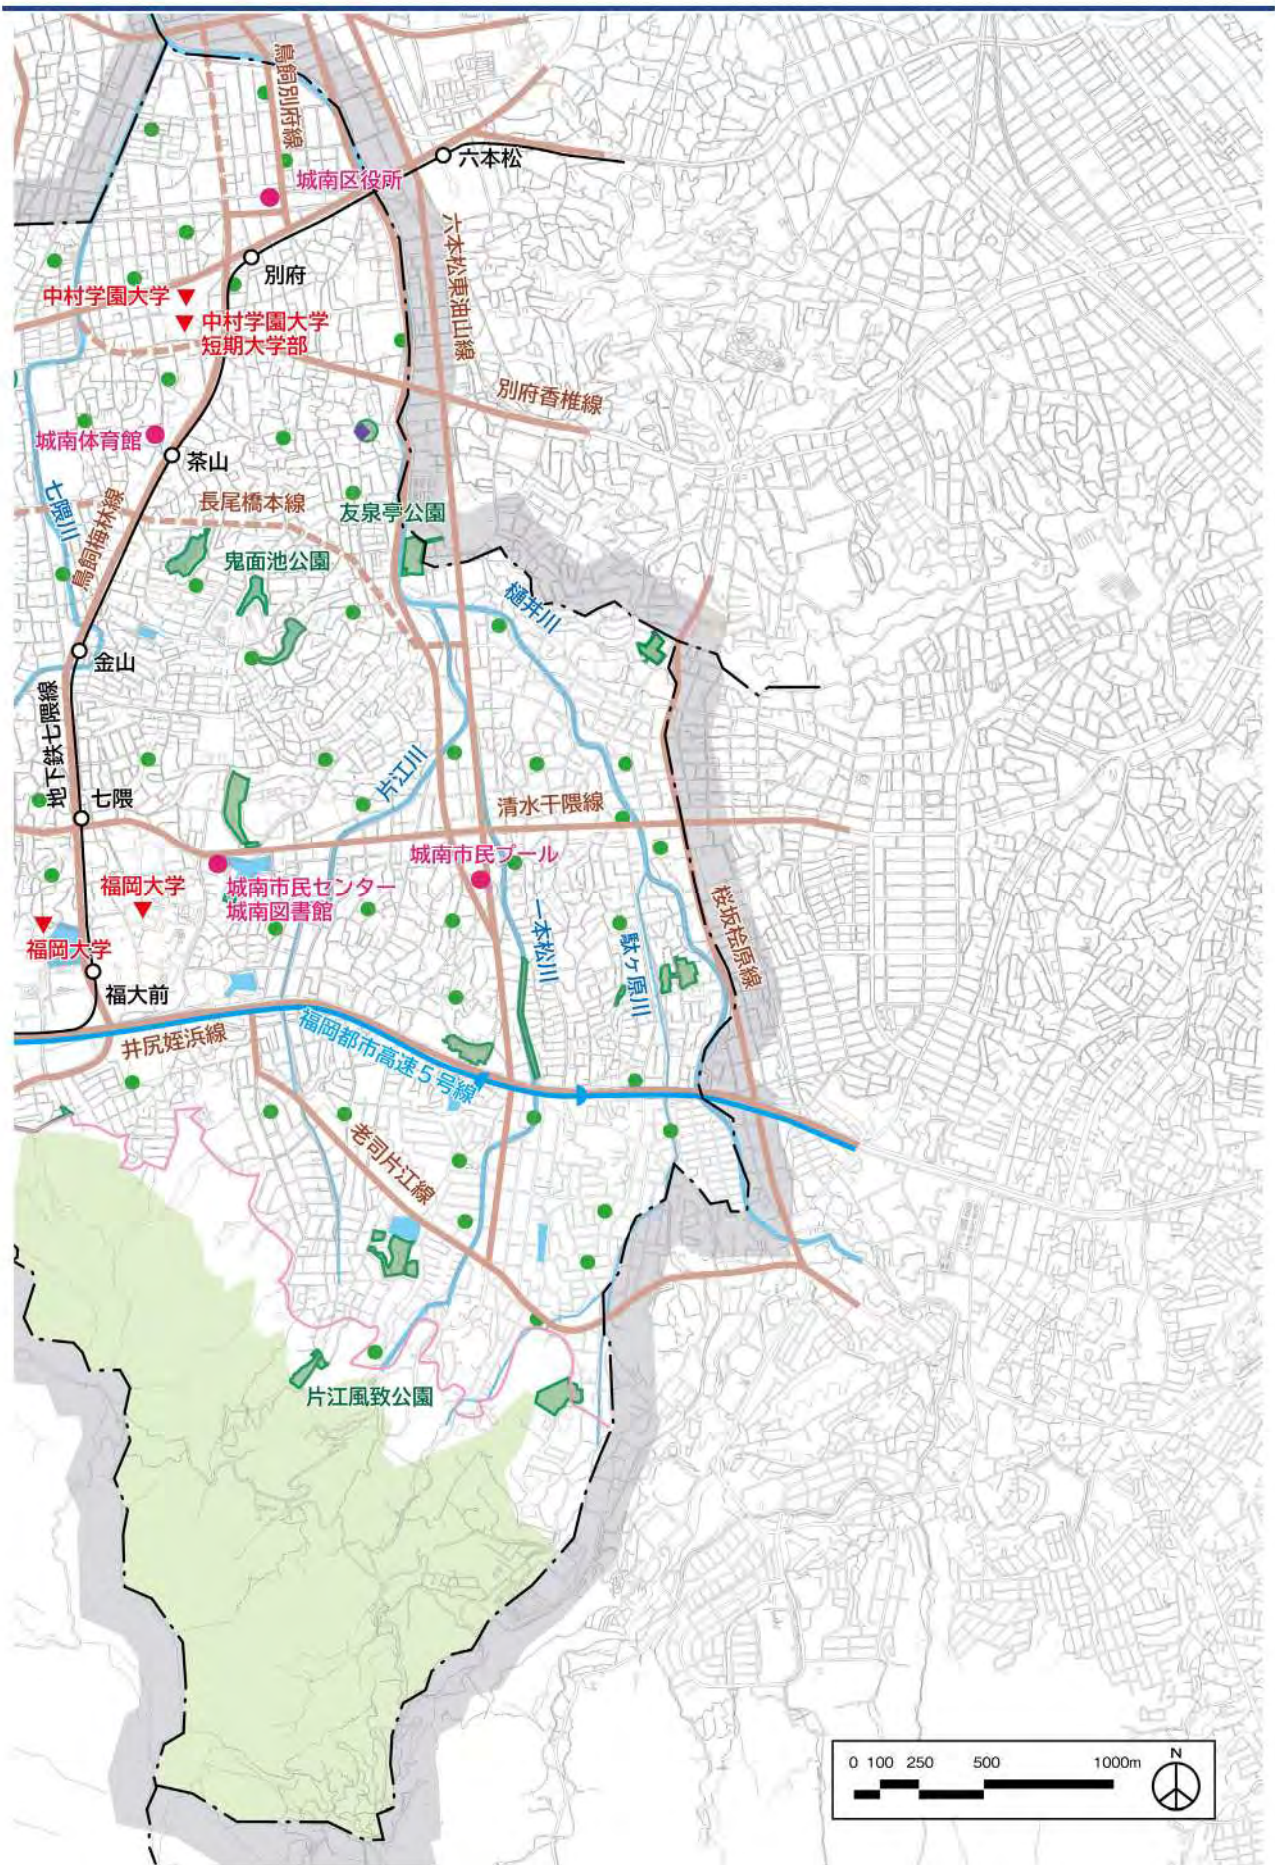 鳥飼別府線
六本松
城南区役所
六本松東油山線
別府
中村学園大学
中村学園大学
短期大学部
別府香椎線
城南体育館
茶山
七隈川
鳥飼梅林線
長尾橋本線
友泉亭公園
鬼面池公園
樋井川
金山
地下鉄七隈線
片江川
七隈
清水干隈線
城南市民プール
城南市民センター
城南図書館
福岡大学
福岡大学
一本松川
駄ヶ原川
桜坂桧原線
福大前
井尻姪浜線
福岡都市高速5号線
老司片江線
片江風致公園
0 100 250 500 1000m
N